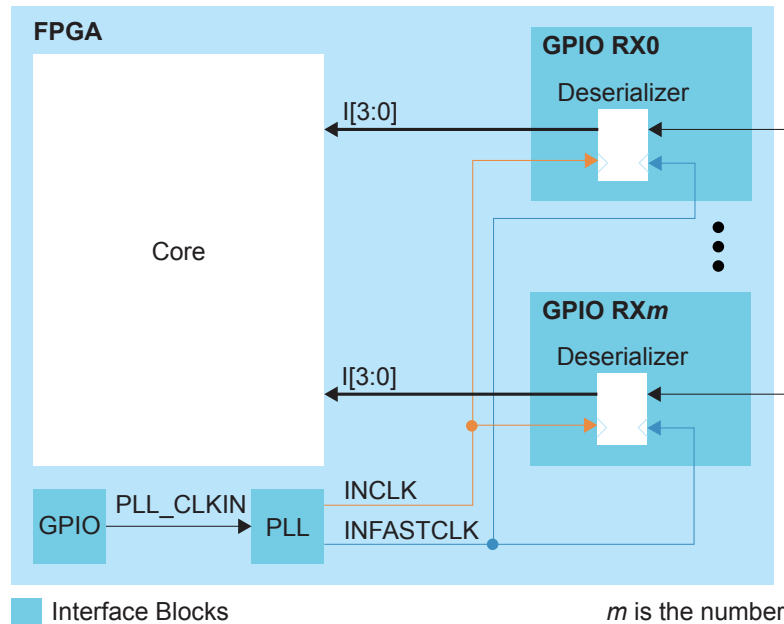 FPGA
GPIO RX0
Deserializer
I[3:0]
Core
GPIO RXm
Deserializer
I[3:0]
INCLK
PLL_CLKIN
GPIO
PLL
INFASTCLK
Interface Blocks
m is the number